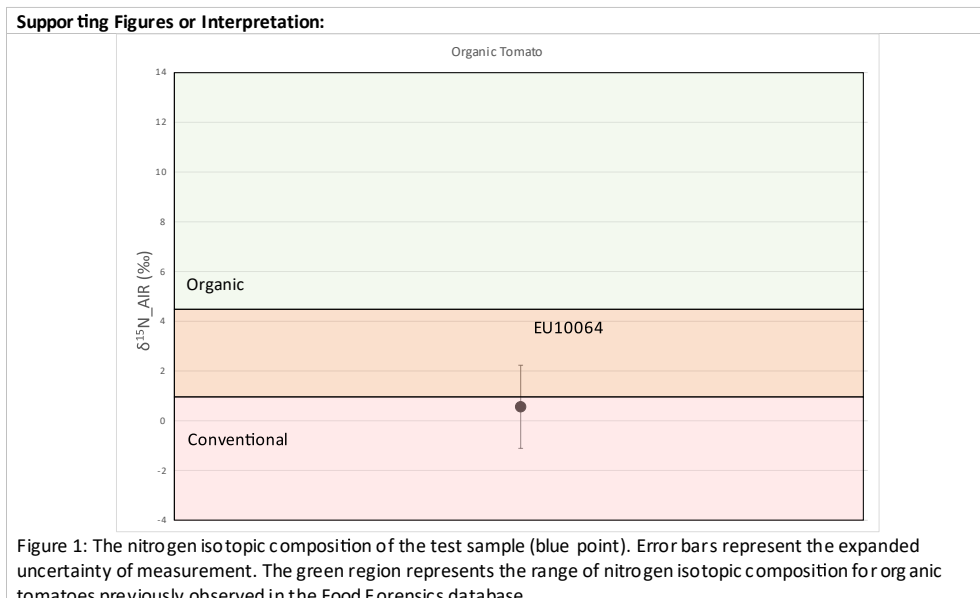 Supporting Figures or Interpretation:
Organic Tomato
14
12
10
8
6
Organic
4
EU10064
2
0
Conventional
-2
-4
δ¹⁵N_AIR (‰)
Figure 1: The nitrogen isotopic composition of the test sample (blue point). Error bars represent the expanded
uncertainty of measurement. The green region represents the range of nitrogen isotopic composition for organic
tomatoes previously observed in the Food Forensics database